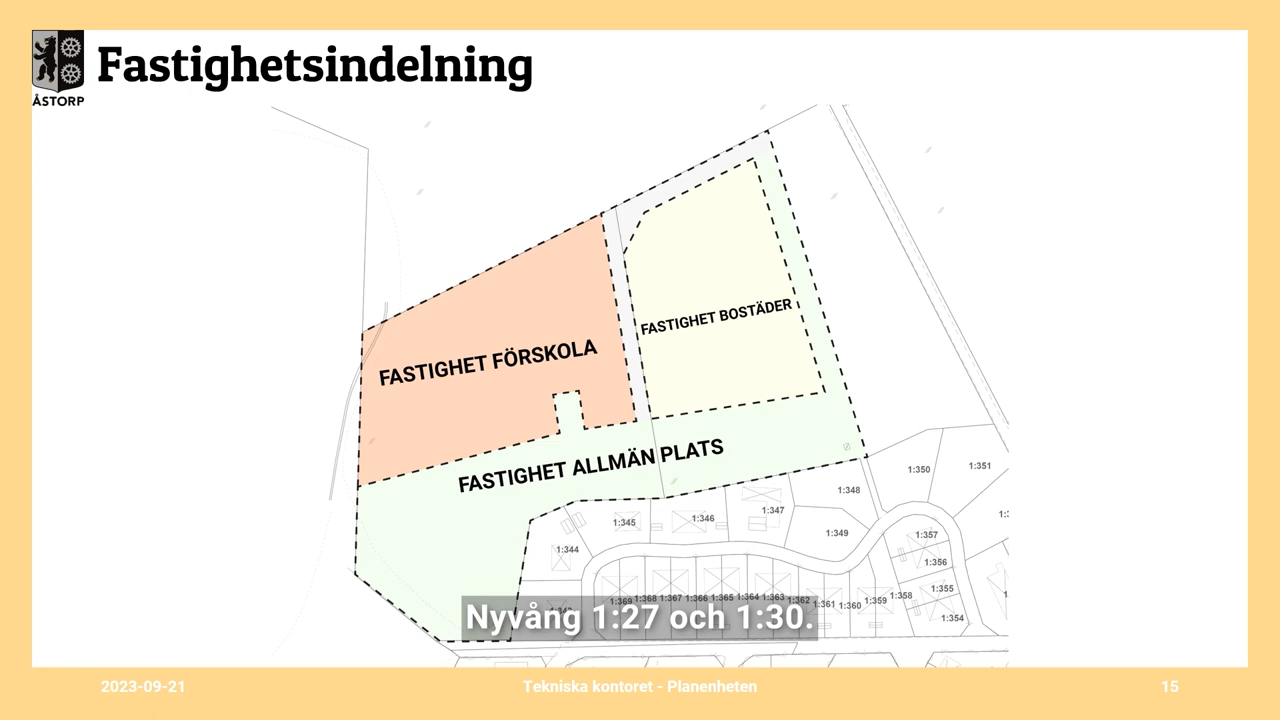 ÅSTORP
Fastighetsindelning
FASTIGHET BOSTÄDER
FASTIGHET FÖRSKOLA
FASTIGHET ALLMÄN PLATS
1:351
1:350
1:348
1:347
1:346
1:345
1:349
1:357
1:344
1:356
1:355
1:354
1:369 1:368 1:367 1:366 1:365 1:364 1:363 1:362 1:361 1:360 1:359 1:358
Nyvång 1:27 och 1:30.
2023-09-21
Tekniska kontoret - Planenheten
15